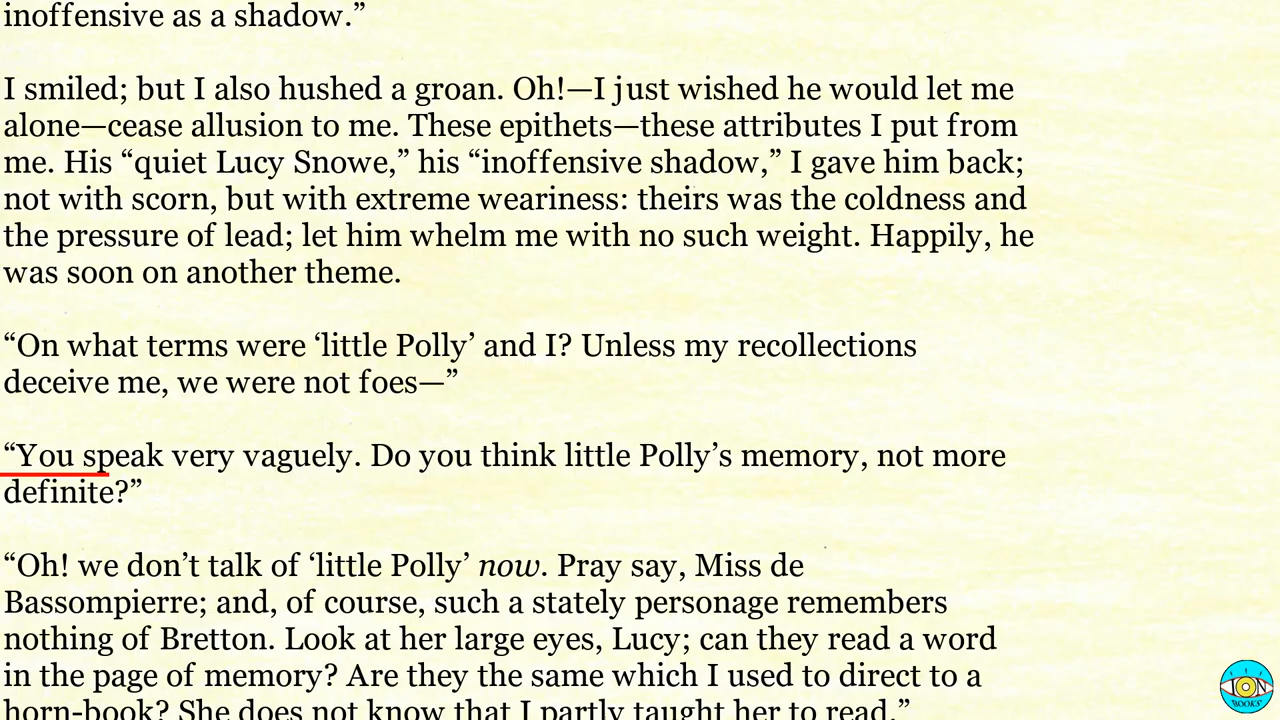 inoffensive as a shadow.”
I smiled; but I also hushed a groan. Oh!—I just wished he would let me
alone—cease allusion to me. These epithets—these attributes I put from
me. His “quiet Lucy Snowe,” his “inoffensive shadow,” I gave him back;
not with scorn, but with extreme weariness: theirs was the coldness and
the pressure of lead; let him whelm me with no such weight. Happily, he
was soon on another theme.
“On what terms were ‘little Polly’ and I? Unless my recollections
deceive me, we were not foes—”
“You speak very vaguely. Do you think little Polly’s memory, not more
definite?”
“Oh! we don’t talk of ‘little Polly’ now. Pray say, Miss de
Bassompierre; and, of course, such a stately personage remembers
nothing of Bretton. Look at her large eyes, Lucy; can they read a word
in the page of memory? Are they the same which I used to direct to a
horn-book? She does not know that I partly taught her to read.”
ION
BOOKS